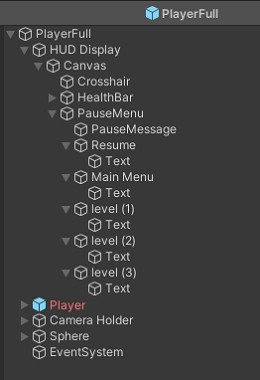 PlayerFull
PlayerFull
HUD Display
Canvas
Crosshair
HealthBar
PauseMenu
PauseMessage
Resume
Text
Main Menu
Text
level (1)
Text
level (2)
Text
level (3)
Text
Player
Camera Holder
Sphere
EventSystem